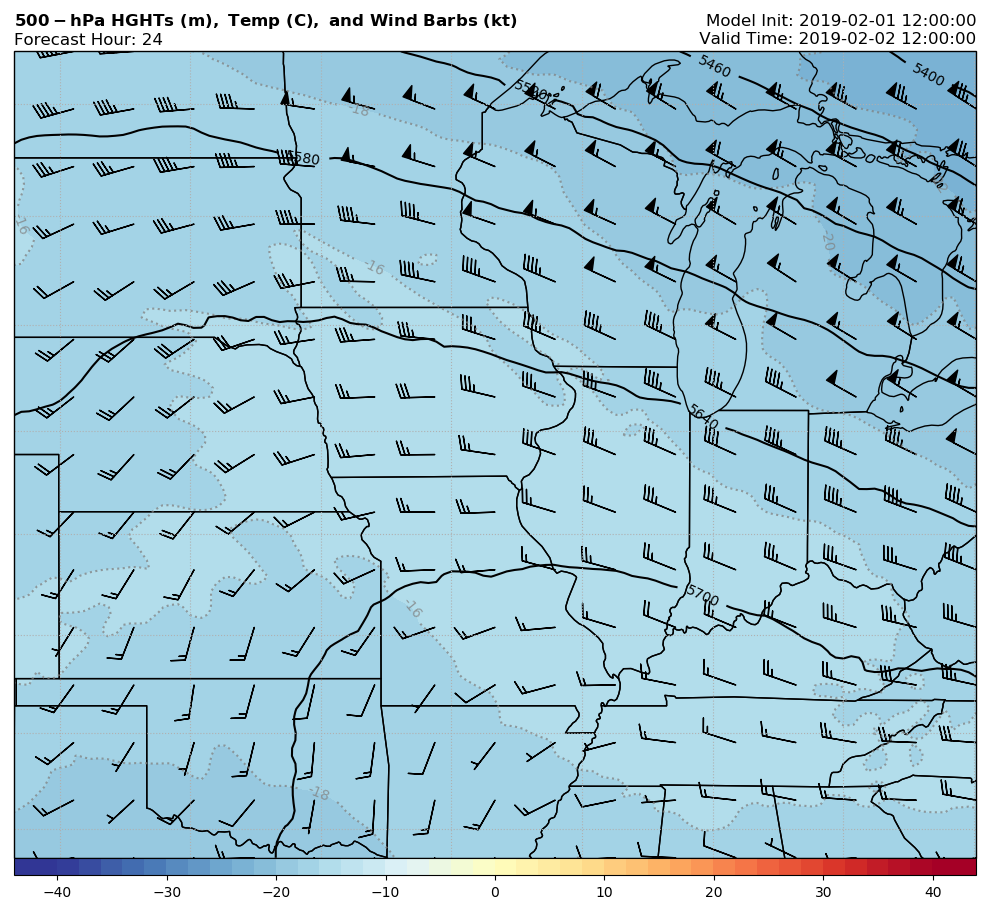 500−hPa HGHTs (m), Temp (C), and Wind Barbs (kt)
Model Init: 2019-02-01 12:00:00
Forecast Hour: 24
Valid Time: 2019-02-02 12:00:00
5460
5400
5520
-18
5580
-16
-20
-16
5640
5700
-16
-18
−40 −30 −20 −10 0 10 20 30 40